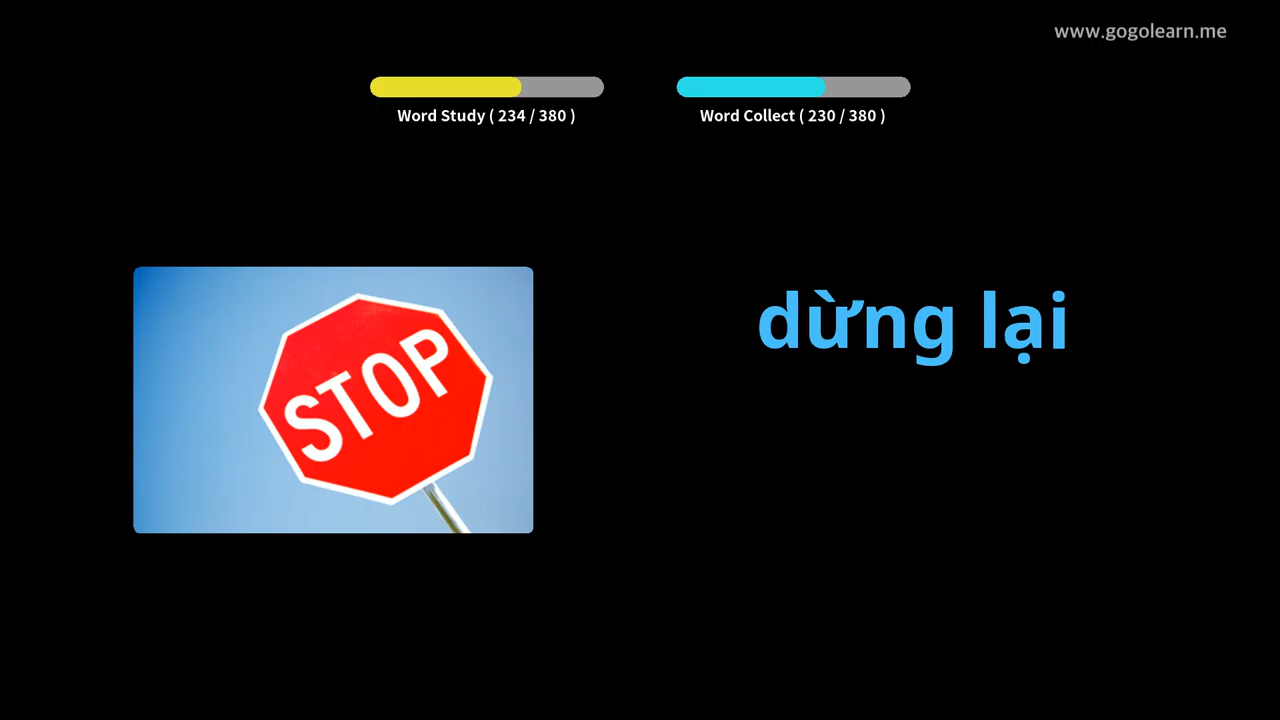 www.gogolearn.me
Word Study ( 234 / 380 )
Word Collect ( 230 / 380 )
STOP
dừng lại